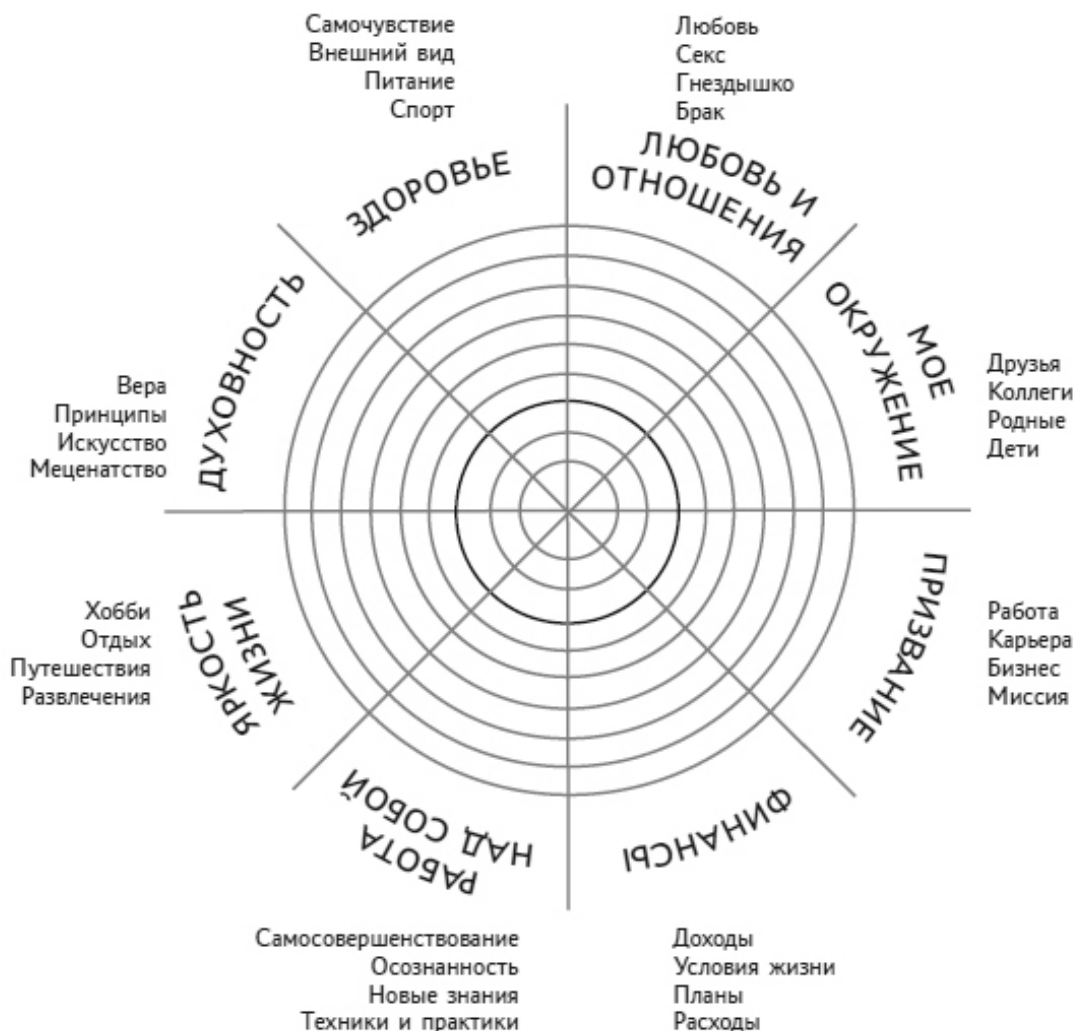 Самочувствие
Внешний вид
Питание
Спорт
Любовь
Секс
Гнездышко
Брак
ЗДОРОВЬЕ
ЛЮБОВЬ И
ОТНОШЕНИЯ
МОЕ
ОКРУЖЕНИЕ
Друзья
Коллеги
Родные
Дети
ДУХОВНОСТЬ
Вера
Принципы
Искусство
Меценатство
ПРИЗВАНИЕ
Работа
Карьера
Бизнес
Миссия
ЯРКОСТЬ
ЖИЗНИ
Хобби
Отдых
Путешествия
Развлечения
РАБОТА
НАД СОБОЙ
ФИНАНСЫ
Самосовершенствование
Осознанность
Новые знания
Техники и практики
Доходы
Условия жизни
Планы
Расходы